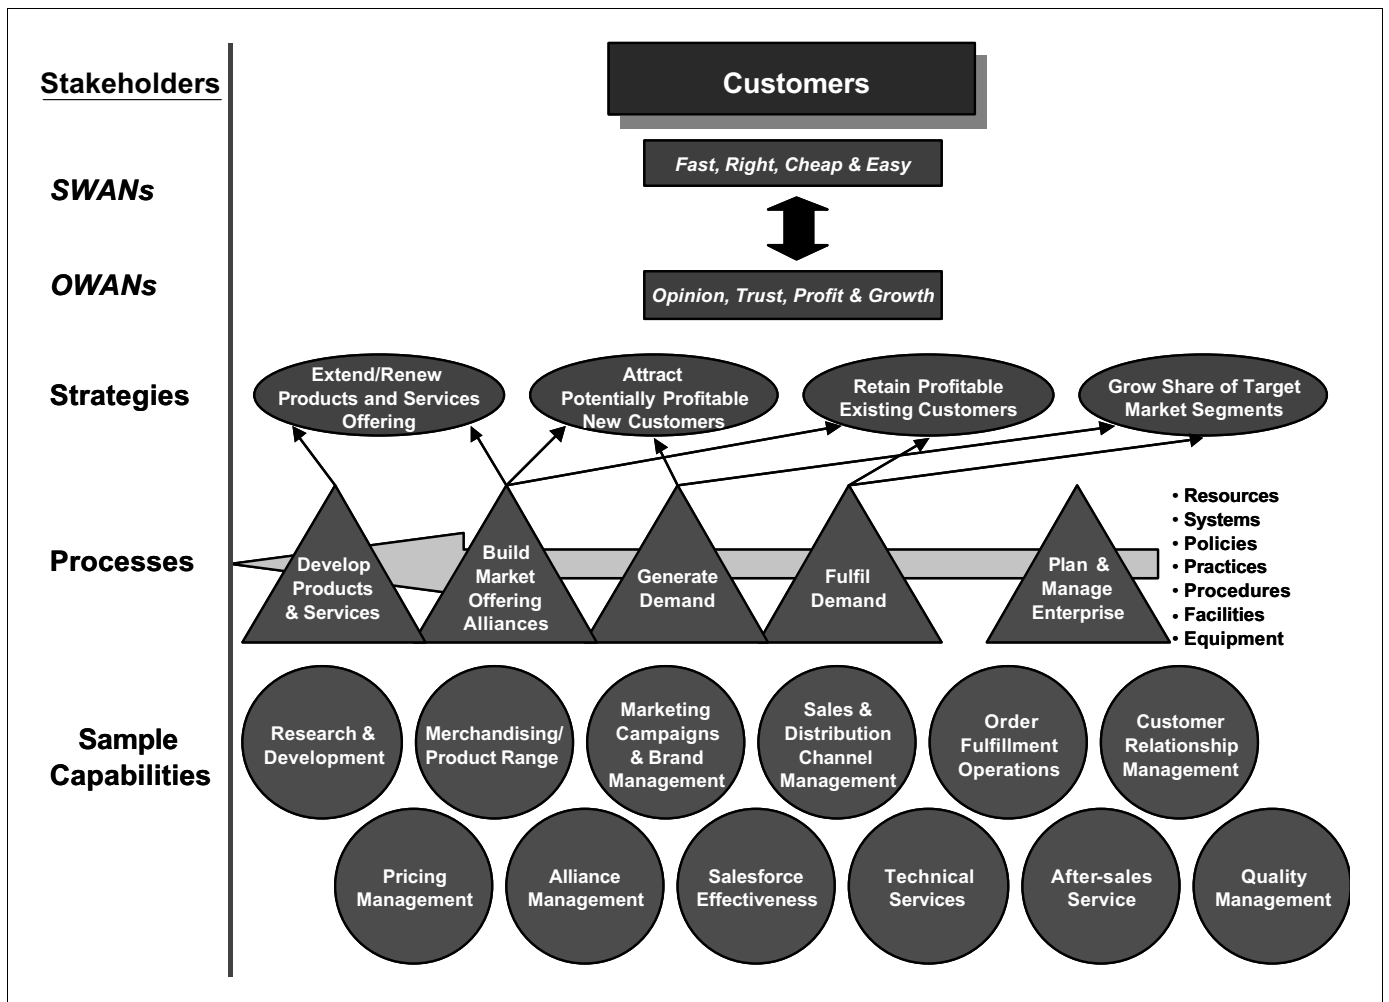 Stakeholders
Customers
SWANs
Fast, Right, Cheap & Easy
OWANs
Opinion, Trust, Profit & Growth
Strategies
Extend/Renew
Products and Services
Offering
Attract
Potentially Profitable
New Customers
Retain Profitable
Existing Customers
Grow Share of Target
Market Segments
Processes
Develop
Products
& Services
Build
Market
Offering
Alliances
Generate
Demand
Fulfil
Demand
Plan &
Manage
Enterprise
• Resources
• Systems
• Policies
• Practices
• Procedures
• Facilities
• Equipment
Sample
Capabilities
Research &
Development
Merchandising/
Product Range
Marketing
Campaigns
& Brand
Management
Sales &
Distribution
Channel
Management
Order
Fulfillment
Operations
Customer
Relationship
Management
Pricing
Management
Alliance
Management
Salesforce
Effectiveness
Technical
Services
After-sales
Service
Quality
Management